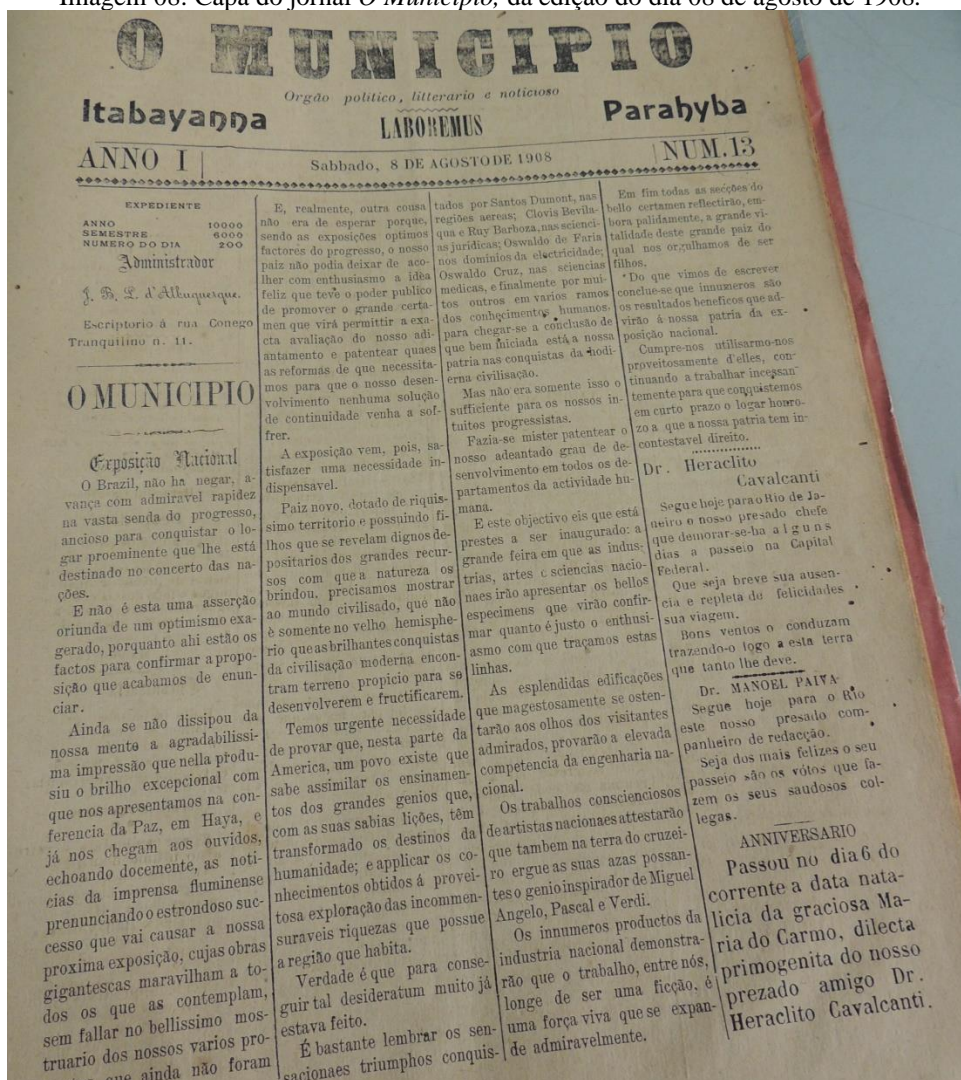 Imagem 08: Capa do jornal O Município, da edição do dia 08 de agosto de 1908.
O MUNICIPIO
Orgão politico, litterario e noticioso
Itabayanna
LABOREMUS
Parahyba
ANNO I
Sabbado, 8 DE AGOSTO DE 1908
NUM. 13
EXPEDIENTE
ANNO 10000
SEMESTRE 6000
NUMERO DO DIA 200
Administrador
J. B. L. d'Albuquerque.
Escriptorio á rua Conego
Tranquilino n. 11.
O MUNICIPIO
Exposição Nacional
O Brazil, não ha negar, a-
vança com admiravel rapidez
na vasta senda do progresso,
ancioso para conquistar o lo-
gar proeminente que lhe está
destinado no concerto das na-
ções.
E não é esta uma asserção
oriunda de um optimismo exa-
gerado, porquanto ahi estão os
factos para confirmar a propo-
sição que acabamos de enun-
ciar.
Ainda se não dissipou da
nossa mente a agradabilissi-
ma impressão que nella produ-
siu o brilho excepcional com
que nos apresentamos na con-
ferencia da Paz, em Haya, e
já nos chegam aos ouvidos,
echoando docemente, as noti-
cias da imprensa fluminense
prenunciando o estrondoso suc-
cesso que vai causar a nossa
proxima exposição, cujas obras
gigantescas maravilham a to-
dos os que as contemplam,
sem fallar no bellissimo mos-
truario dos nossos varios pro-
que ainda não foram
E, realmente, outra cousa
não era de esperar porque,
sendo as exposições optimos
factores do progresso, o nosso
paiz não podia deixar de aco-
lher com enthusiasmo a idéa
feliz que teve o poder publico
de promover o grande certa-
men que virá permittir a exa-
cta avaliação do nosso adi-
antamento e patentear quaes
as reformas de que necessita-
mos para que o nosso desen-
volvimento nenhuma solução
de continuidade venha a sof-
frer.
A exposição vem, pois, sa-
tisfazer uma necessidade in-
dispensavel.
Paiz novo, dotado de riquis-
simo territorio e possuindo fi-
lhos que se revelam dignos de-
positarios dos grandes recur-
sos com que a natureza os
brindou, precisamos mostrar
ao mundo civilisado, que não
è somente no velho hemisphe-
rio que as brilhantes conquistas
da civilisação moderna encon-
tram terreno propicio para se
desenvolverem e fructificarem.
Temos urgente necessidade
de provar que, nesta parte da
America, um povo existe que
sabe assimilar os ensinamen-
tos dos grandes genios que,
com as suas sabias lições, têm
transformado os destinos da
humanidade; e applicar os co-
nhecimentos obtidos á provei-
tosa exploração das incommen-
suraveis riquezas que possue
a região que habita.
Verdade é que para conse-
guir tal desideratum muito já
estava feito.
É bastante lembrar os sen-
sacionaes triumphos conquis-
tados por Santos Dumont, nas
regiões aereas; Clovis Bevila-
qua e Ruy Barboza, nas scienci-
as juridicas; Oswaldo de Faria
nos dominios da electricidade;
Oswaldo Cruz, nas sciencias
medicas, e finalmente por mui-
tos outros em varios ramos
dos conhecimentos humanos,
para chegar-se a conclusão de
que bem iniciada está a nossa
patria nas conquistas da hodi-
erna civilisação.
Mas não era somente isso o
sufficiente para os nossos in-
tuitos progressistas.
Fazia-se mister patentear o
nosso adeantado grau de de-
senvolvimento em todos os de-
partamentos da actividade hu-
mana.
E este objectivo eis que está
prestes a ser inaugurado: a
grande feira em que as indus-
trias, artes e sciencias nacio-
naes irão apresentar os bellos
especimens que virão confir-
mar quanto é justo o enthusi-
asmo com que traçamos estas
linhas.
As esplendidas edificações
que magestosamente se osten-
tarão aos olhos dos visitantes
admirados, provarão a elevada
competencia da engenharia na-
cional.
Os trabalhos conscienciosos
de artistas nacionaes attestarão
que tambem na terra do cruzei-
ro ergue as suas azas possan-
tes o genio inspirador de Miguel
Angelo, Pascal e Verdi.
Os innumeros productos da
industria nacional demonstra-
rão que o trabalho, entre nós,
longe de ser uma ficção, é
uma força viva que se expan-
de admiravelmente.
Em fim todas as secções do
bello certamen reflectirão, em-
bora palidamente, a grande vi-
talidade deste grande paiz do
qual nos orgulhamos de ser
filhos.
Do que vimos de escrever
conclue-se que innumeros são
os resultados beneficos que ad-
virão á nossa patria da ex-
posição nacional.
Cumpre-nos utilisarmo-nos
proveitosamente d'elles, con-
tinuando a trabalhar incessan-
temente para que conquistemos
em curto prazo o logar honro-
zo a que a nossa patria tem in-
contestavel direito.
Dr. Heraclito
Cavalcanti
Segue hoje para o Rio de Ja-
neiro o nosso presado chefe
que demorar-se-ha alguns
dias a passeio na Capital
Federal.
Que seja breve sua ausen-
cia e repleta de felicidades
sua viagem.
Bons ventos o conduzam
trazendo-o logo a esta terra
que tanto lhe deve.
Dr. MANOEL PAIVA
Segue hoje para o Rio
este nosso presado com-
panheiro de redacção.
Seja dos mais felizes o seu
passeio são os vótos que fa-
zem os seus saudosos col-
legas.
ANNIVERSARIO
Passou no dia 6 do
corrente a data nata-
licia da graciosa Ma-
ria do Carmo, dilecta
primogenita do nosso
prezado amigo Dr.
Heraclito Cavalcanti.